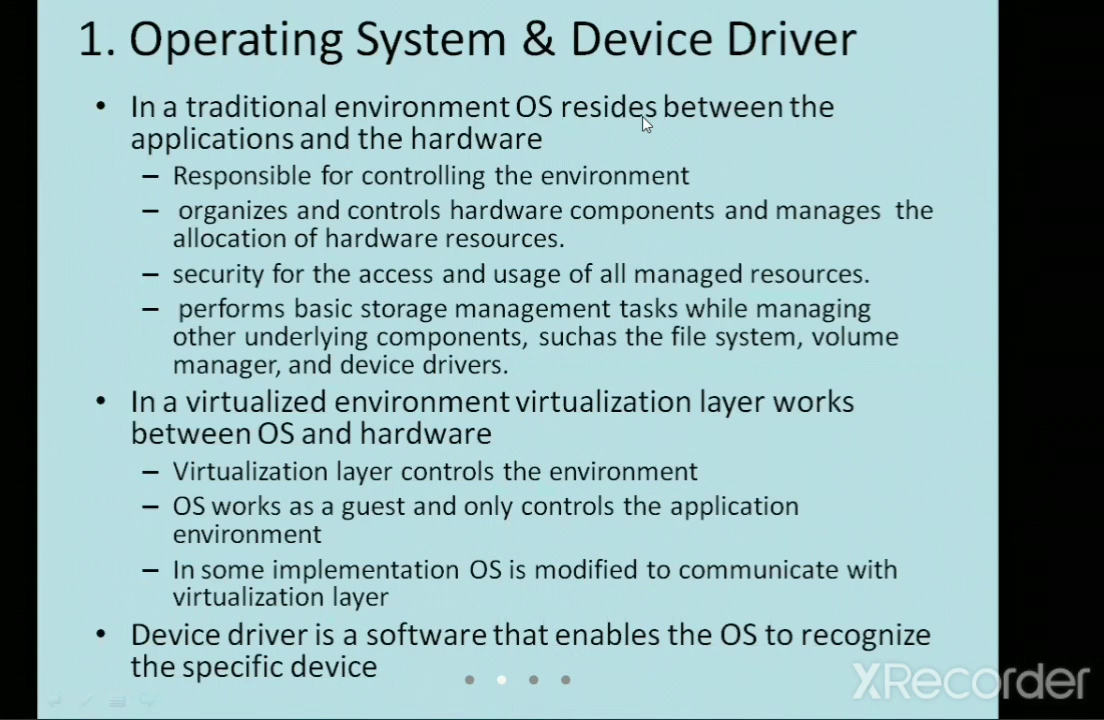 1. Operating System & Device Driver
• In a traditional environment OS resides between the
applications and the hardware
– Responsible for controlling the environment
– organizes and controls hardware components and manages the
allocation of hardware resources.
– security for the access and usage of all managed resources.
– performs basic storage management tasks while managing
other underlying components, suchas the file system, volume
manager, and device drivers.
• In a virtualized environment virtualization layer works
between OS and hardware
– Virtualization layer controls the environment
– OS works as a guest and only controls the application
environment
– In some implementation OS is modified to communicate with
virtualization layer
• Device driver is a software that enables the OS to recognize
the specific device
XRecorder